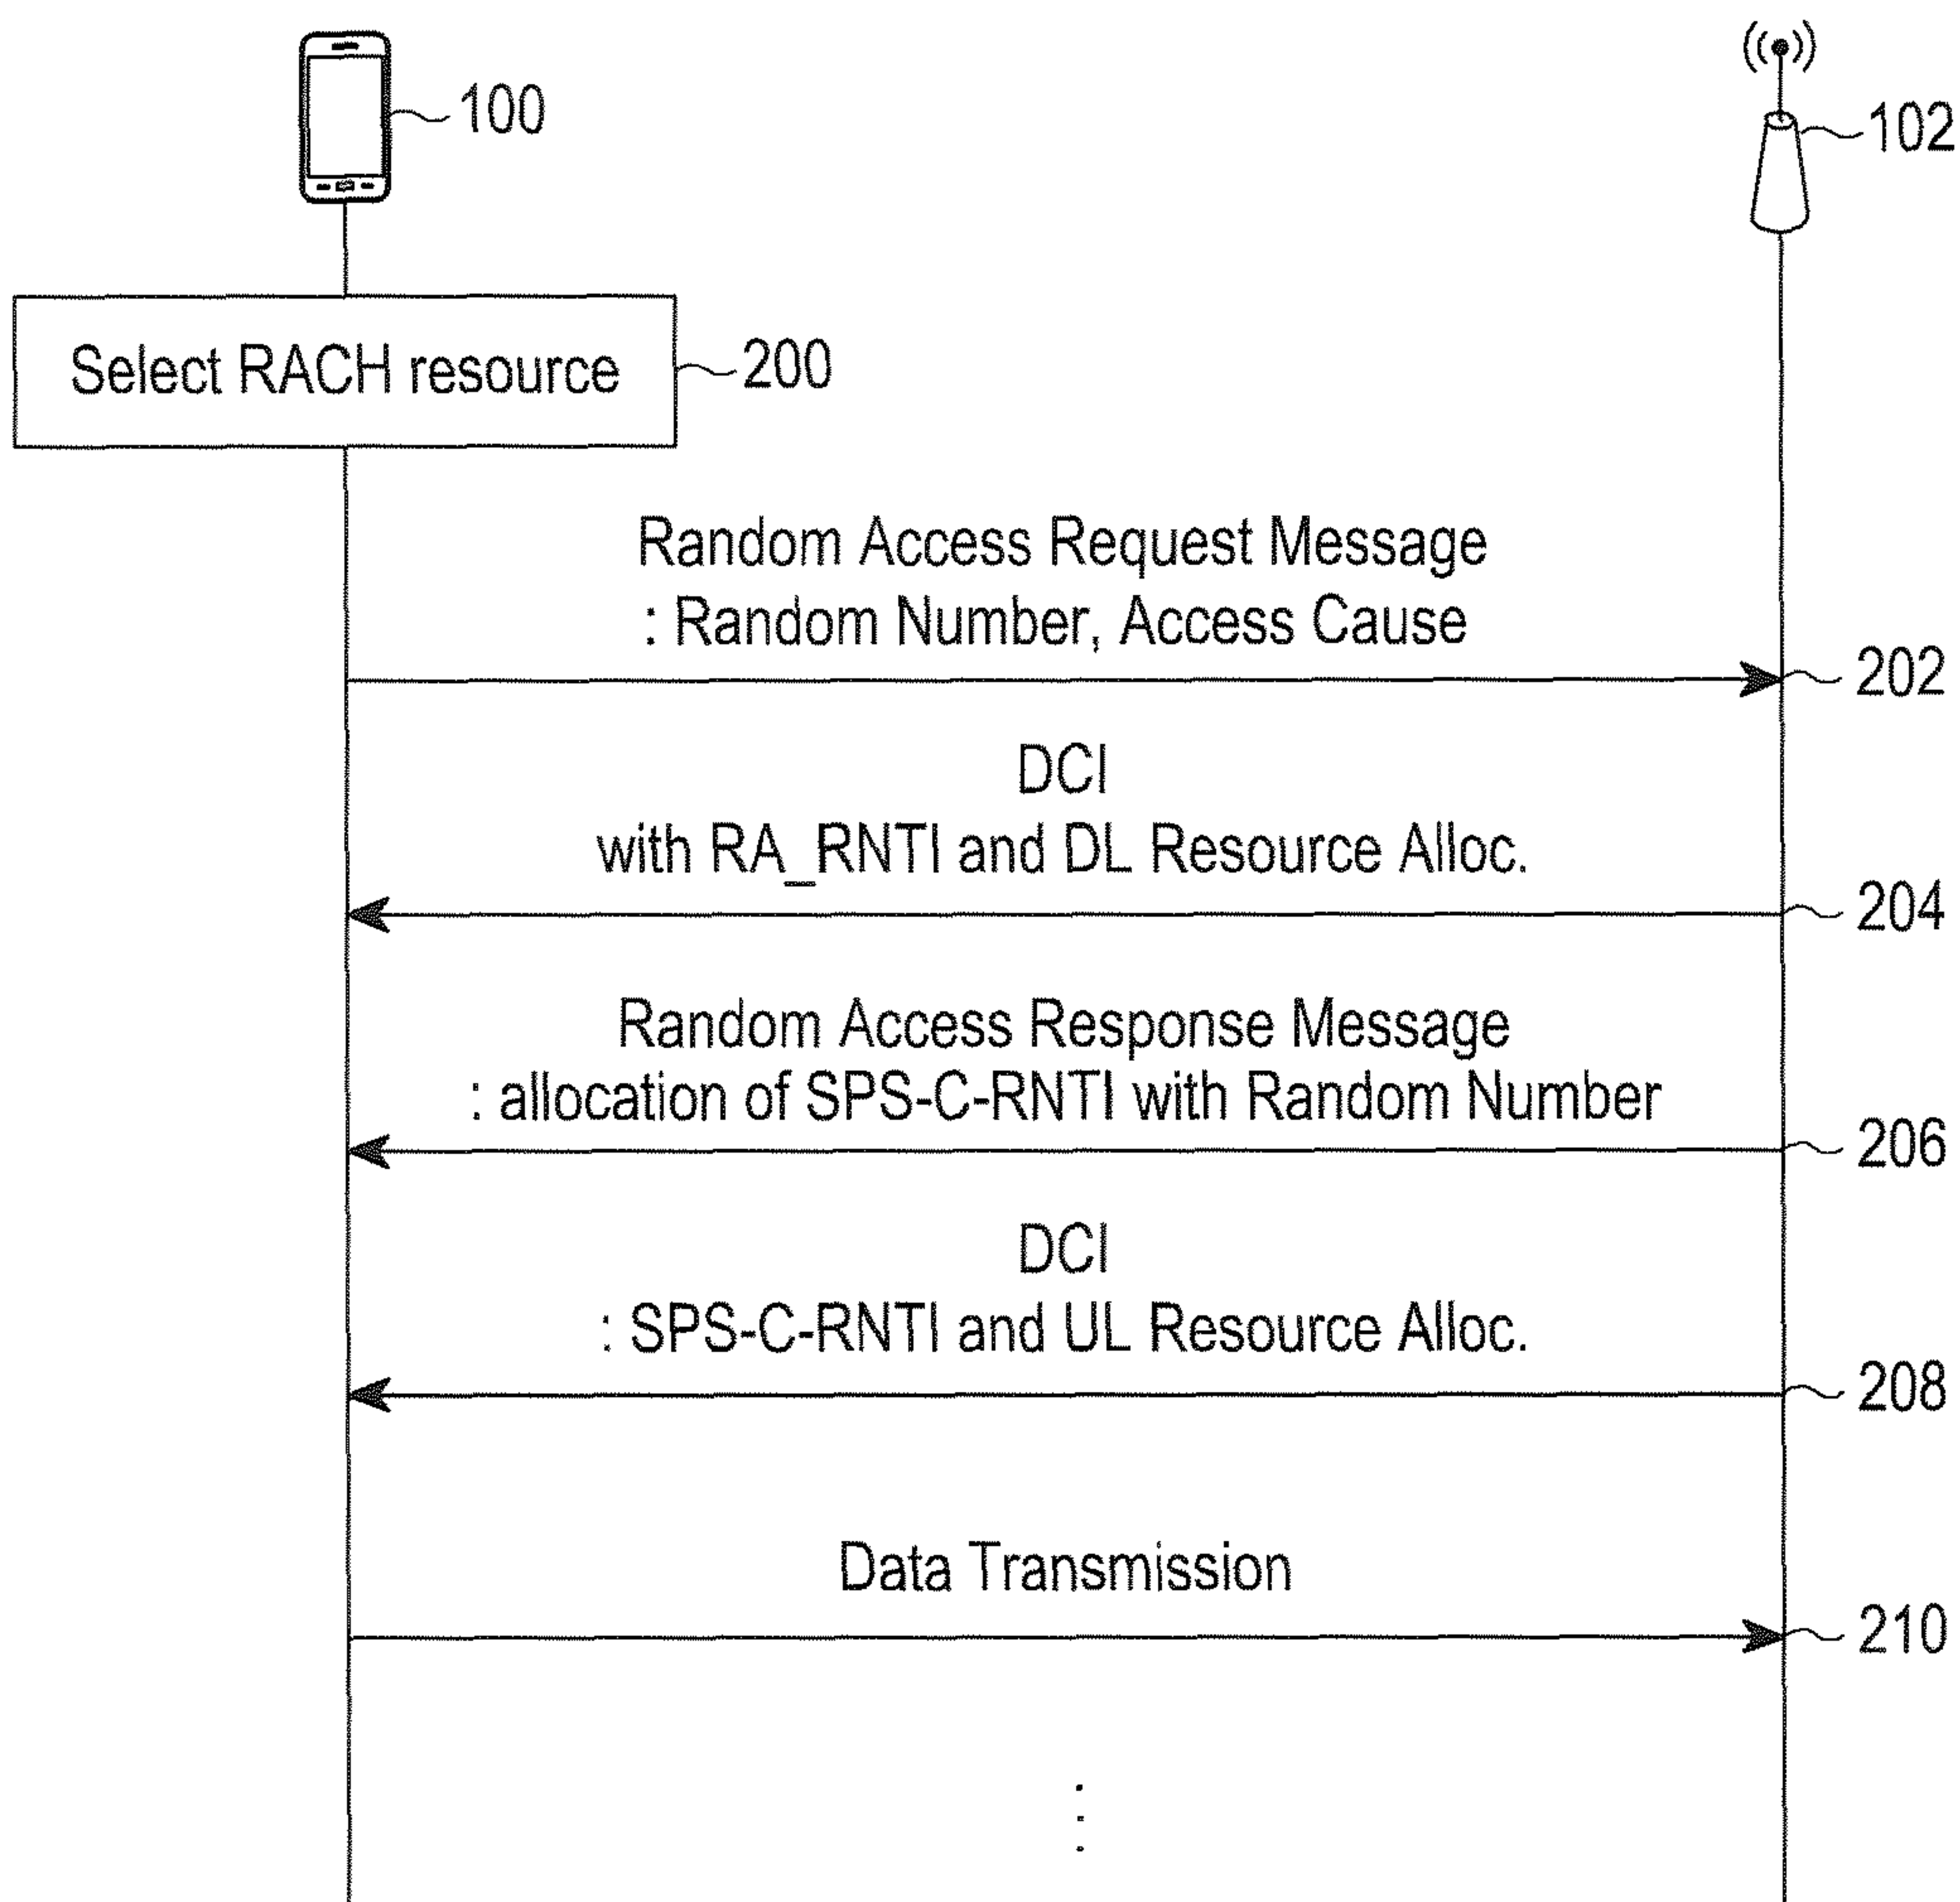 100
102
Select RACH resource
200
Random Access Request Message
: Random Number, Access Cause
202
DCI
with RA_RNTI and DL Resource Alloc.
204
Random Access Response Message
: allocation of SPS-C-RNTI with Random Number
206
DCI
: SPS-C-RNTI and UL Resource Alloc.
208
Data Transmission
210